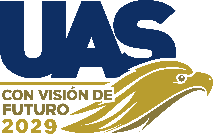 UAS
CON VISIÓN DE
FUTURO
2029